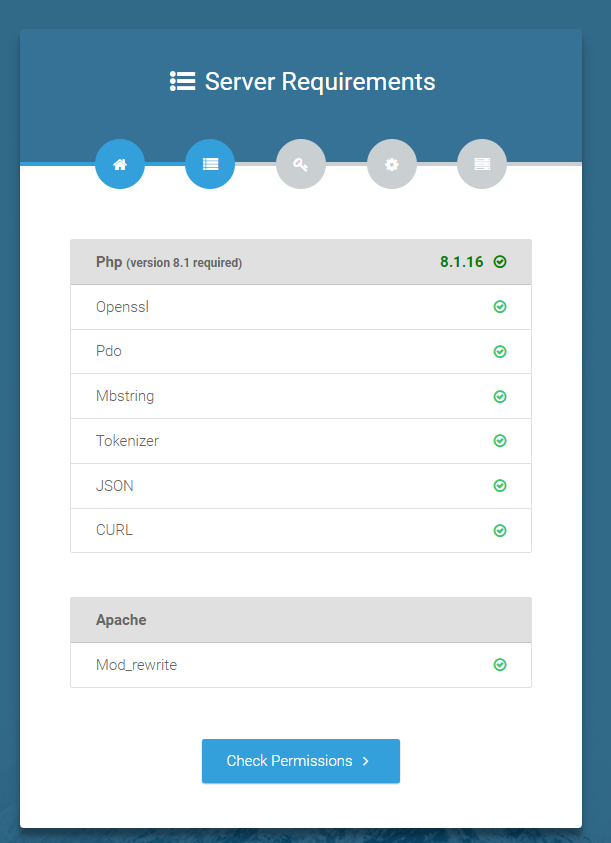 Server Requirements
Php (version 8.1 required) 8.1.16
Openssl
Pdo
Mbstring
Tokenizer
JSON
CURL
Apache
Mod_rewrite
Check Permissions